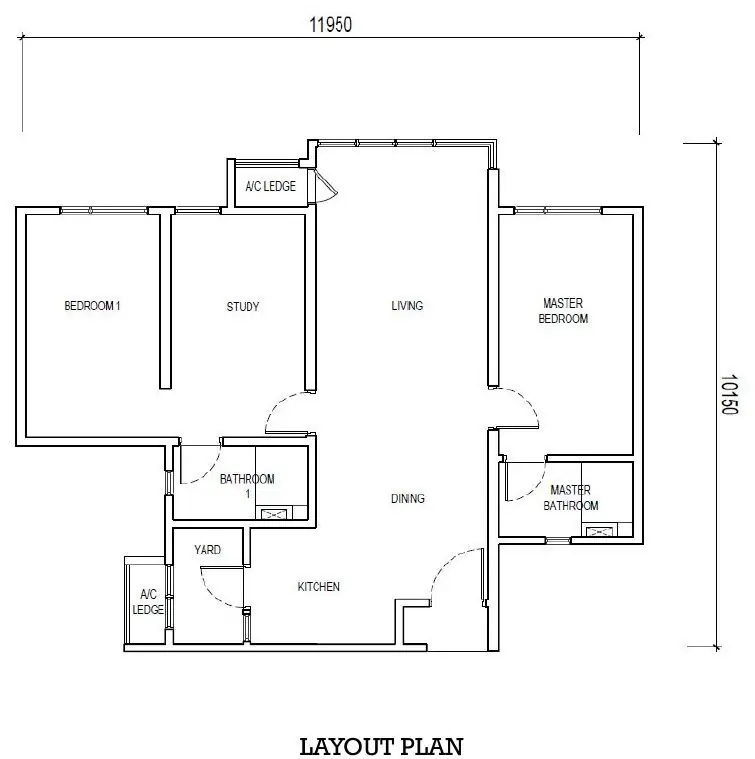 11950
A/C LEDGE
BEDROOM 1
STUDY
LIVING
MASTER
BEDROOM
10150
BATHROOM
1
DINING
MASTER
BATHROOM
YARD
KITCHEN
A/C
LEDGE
LAYOUT PLAN